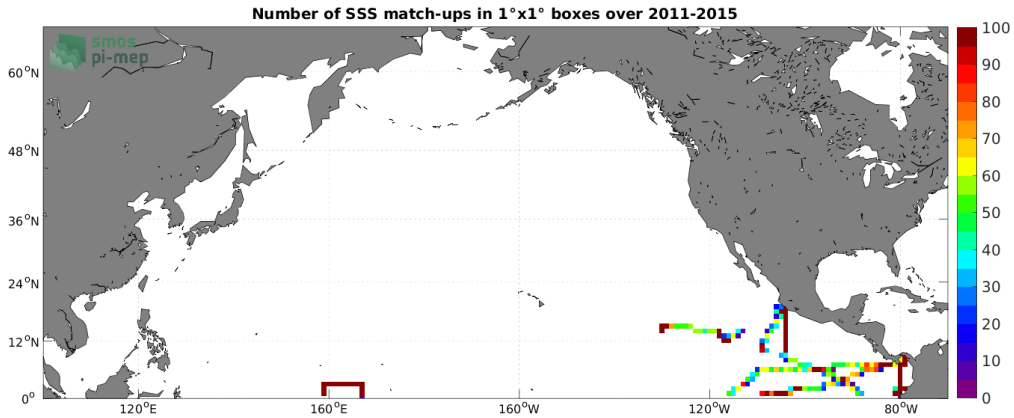 Number of SSS match-ups in 1°x1° boxes over 2011-2015
smos
pi-mep
60°N
48°N
36°N
24°N
12°N
0°
120°E
160°E
160°W
120°W
80°W
100
90
80
70
60
50
40
30
20
10
0